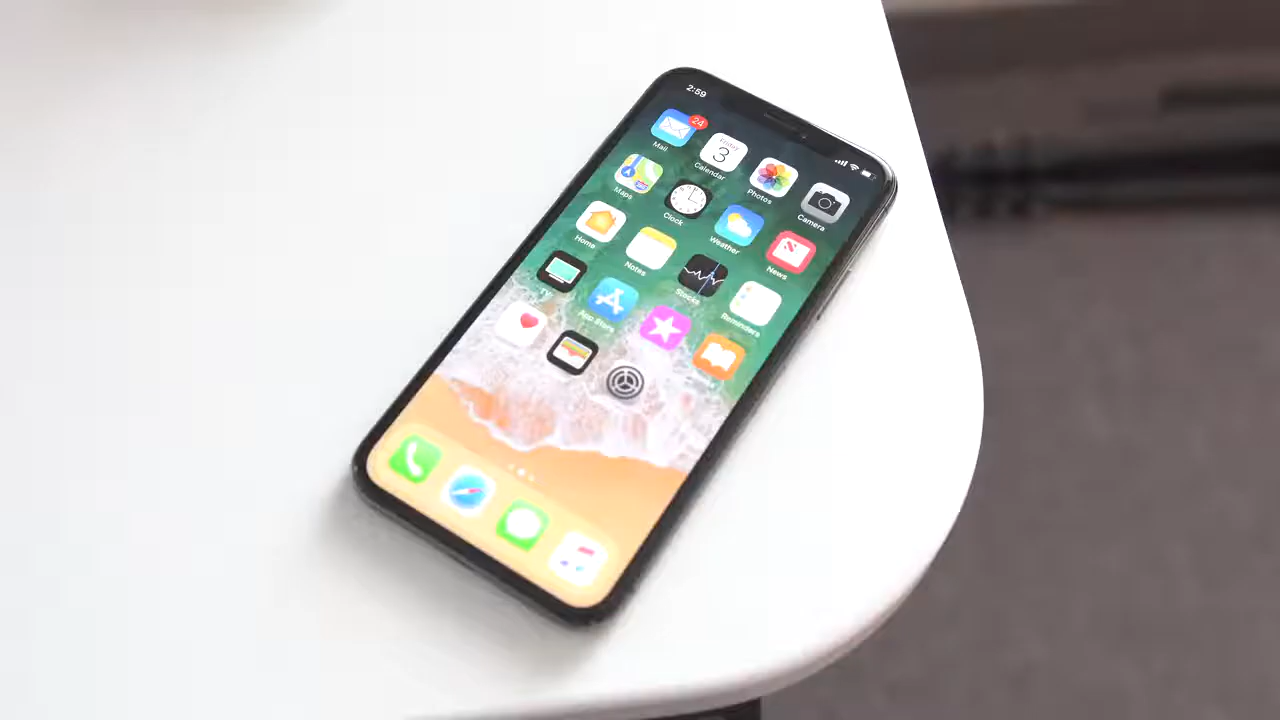 2:59
24
Mail
Friday
3
Calendar
Photos
Camera
Maps
Clock
Weather
News
Home
Notes
Stocks
Reminders
TV
App Store